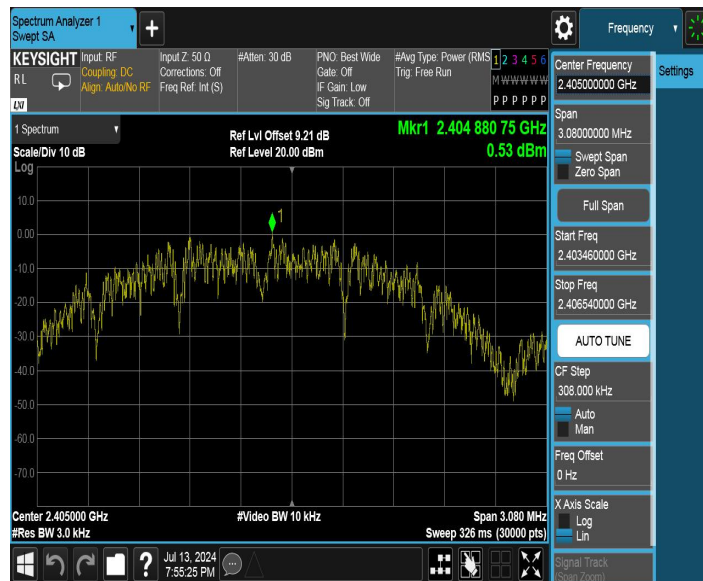 Spectrum Analyzer 1
Swept SA
+
Frequency
KEYSIGHT
RL
LXI
Input: RF
Coupling: DC
Align: Auto/No RF
Input Z: 50 Ω
Corrections: Off
Freq Ref: Int (S)
#Atten: 30 dB
PNO: Best Wide
Gate: Off
IF Gain: Low
Sig Track: Off
#Avg Type: Power (RMS
Trig: Free Run
1 2 3 4 5 6
M W W W W W
P P P P P P
1 Spectrum
Scale/Div 10 dB
Log
Ref Lvl Offset 9.21 dB
Ref Level 20.00 dBm
Mkr1 2.404 880 75 GHz
0.53 dBm
1
10.0
0.00
-10.0
-20.0
-30.0
-40.0
-50.0
-60.0
-70.0
Center 2.405000 GHz
#Res BW 3.0 kHz
#Video BW 10 kHz
Span 3.080 MHz
Sweep 326 ms (30000 pts)
Center Frequency
2.405000000 GHz
Settings
Span
3.08000000 MHz
Swept Span
Zero Span
Full Span
Start Freq
2.403460000 GHz
Stop Freq
2.406540000 GHz
AUTO TUNE
CF Step
308.000 kHz
Auto
Man
Freq Offset
0 Hz
X Axis Scale
Log
Lin
Signal Track
(Span Zoom)
?
Jul 13, 2024
7:55:25 PM